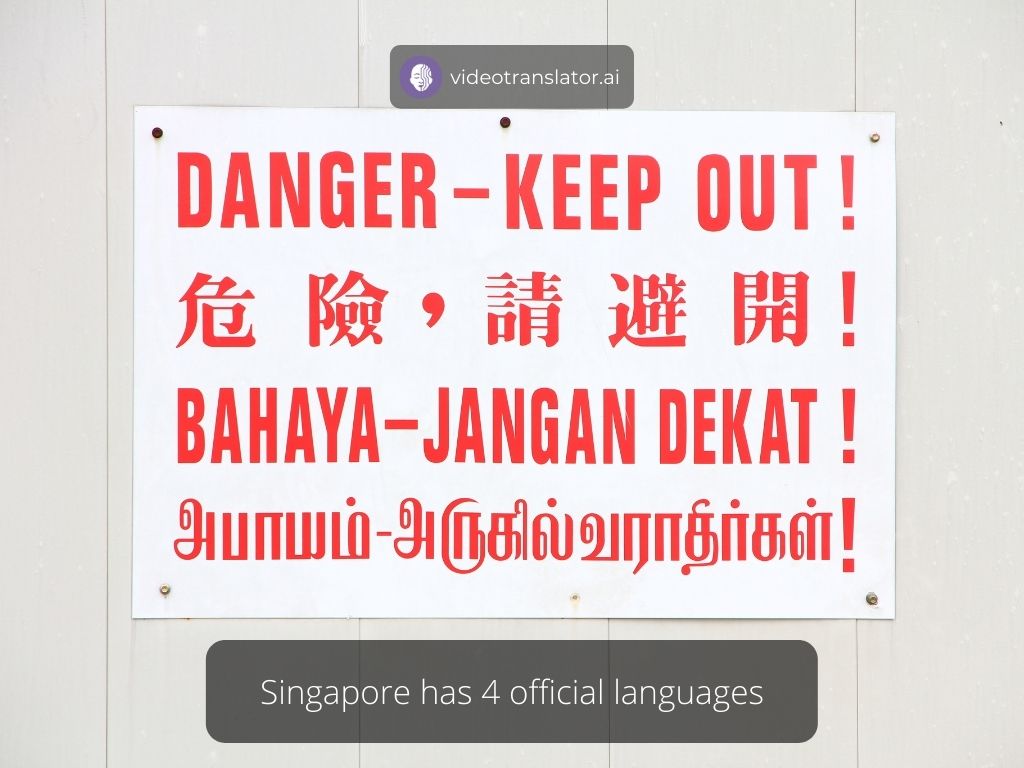 videotranslator.ai
DANGER – KEEP OUT !
危險，請避開！
BAHAYA – JANGAN DEKAT !
அபாயம் - அருகில் வராதீர்கள் !
Singapore has 4 official languages